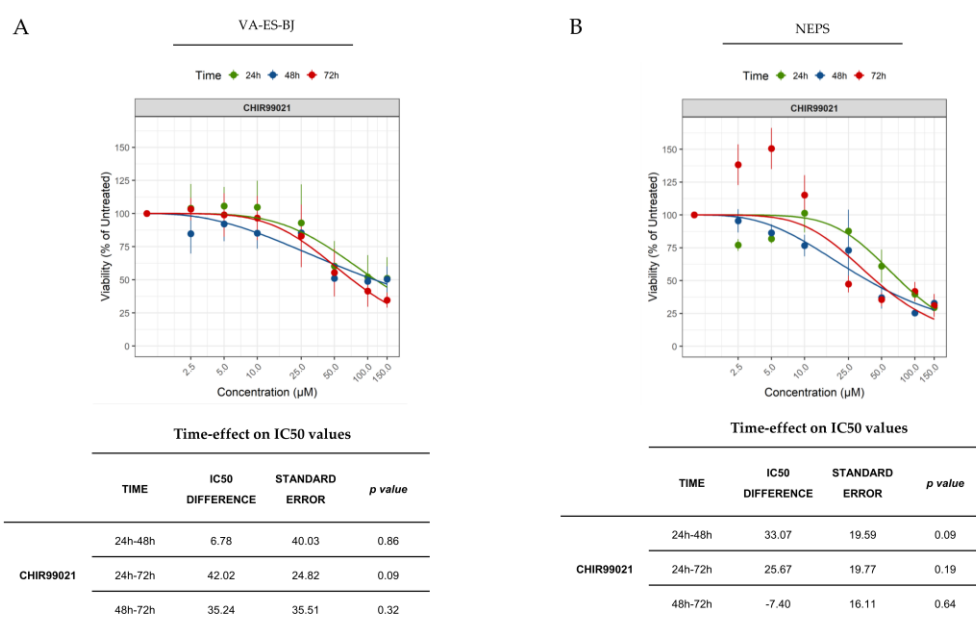 A
VA-ES-BJ
Time 24h 48h 72h
CHIR99021
Viability (% of Untreated)
150
125
100
75
50
25
0
2.5 5.0 10.0 25.0 50.0 100.0 150.0
Concentration (µM)
Time-effect on IC50 values
TIME IC50 DIFFERENCE STANDARD ERROR p value
CHIR99021
24h-48h 6.78 40.03 0.86
24h-72h 42.02 24.82 0.09
48h-72h 35.24 35.51 0.32
B
NEPS
Time 24h 48h 72h
CHIR99021
Viability (% of Untreated)
150
125
100
75
50
25
0
2.5 5.0 10.0 25.0 50.0 100.0 150.0
Concentration (µM)
Time-effect on IC50 values
TIME IC50 DIFFERENCE STANDARD ERROR p value
CHIR99021
24h-48h 33.07 19.59 0.09
24h-72h 25.67 19.77 0.19
48h-72h -7.40 16.11 0.64